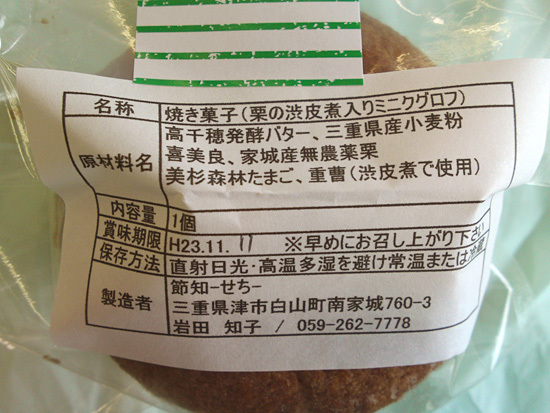 名称 焼き菓子(栗の渋皮煮入りミニクグロフ)
原材料名 高千穂発酵バター、三重県産小麦粉
喜美良、家城産無農薬栗
美杉森林たまご、重曹(渋皮煮で使用)
内容量 1個
賞味期限 H23.11.11 ※早めにお召し上がり下さい
保存方法 直射日光・高温多湿を避け常温または冷蔵
製造者 節知-せち-
三重県津市白山町南家城760-3
岩田 知子 / 059-262-7778